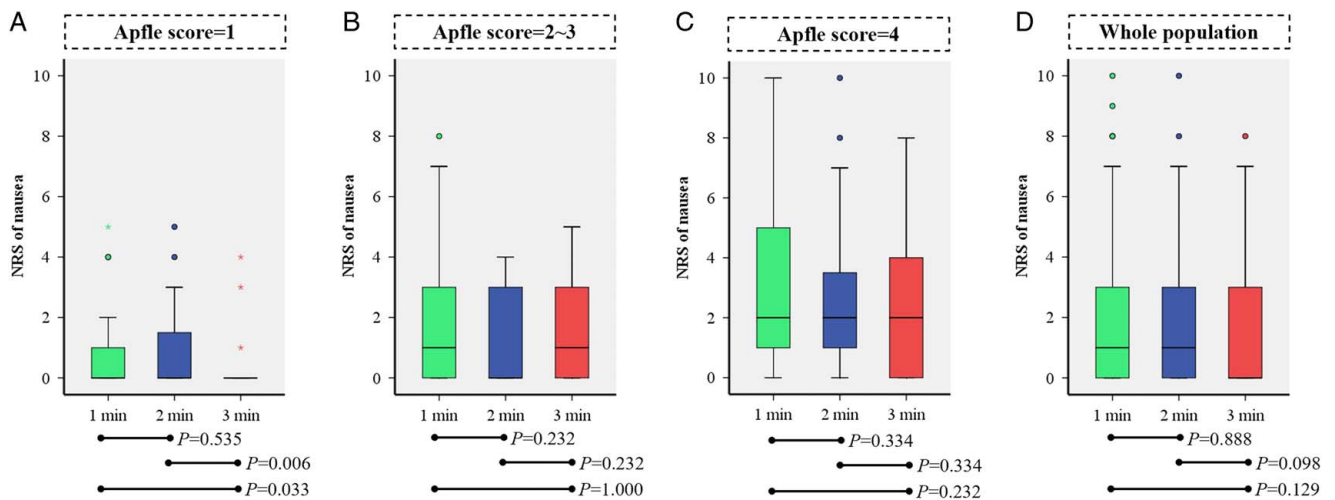 A
Apfle score=1
NRS of nausea
10
8
6
4
2
0
1 min 2 min 3 min
P=0.535
P=0.006
P=0.033
B
Apfle score=2~3
NRS of nausea
10
8
6
4
2
0
1 min 2 min 3 min
P=0.232
P=0.232
P=1.000
C
Apfle score=4
NRS of nausea
10
8
6
4
2
0
1 min 2 min 3 min
P=0.334
P=0.334
P=0.232
D
Whole population
NRS of nausea
10
8
6
4
2
0
1 min 2 min 3 min
P=0.888
P=0.098
P=0.129